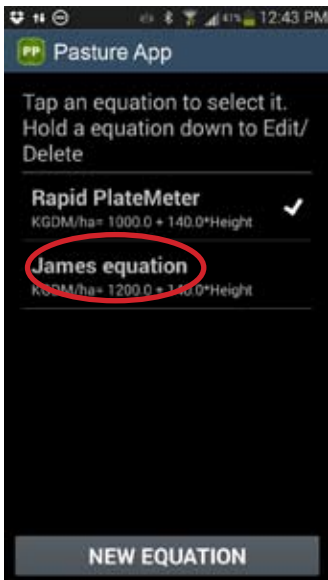 41% 12:43 PM
PP Pasture App
Tap an equation to select it.
Hold a equation down to Edit/
Delete
Rapid PlateMeter
KGDM/ha= 1000.0 + 140.0*Height
James equation
KGDM/ha= 1200.0 + 140.0*Height
NEW EQUATION